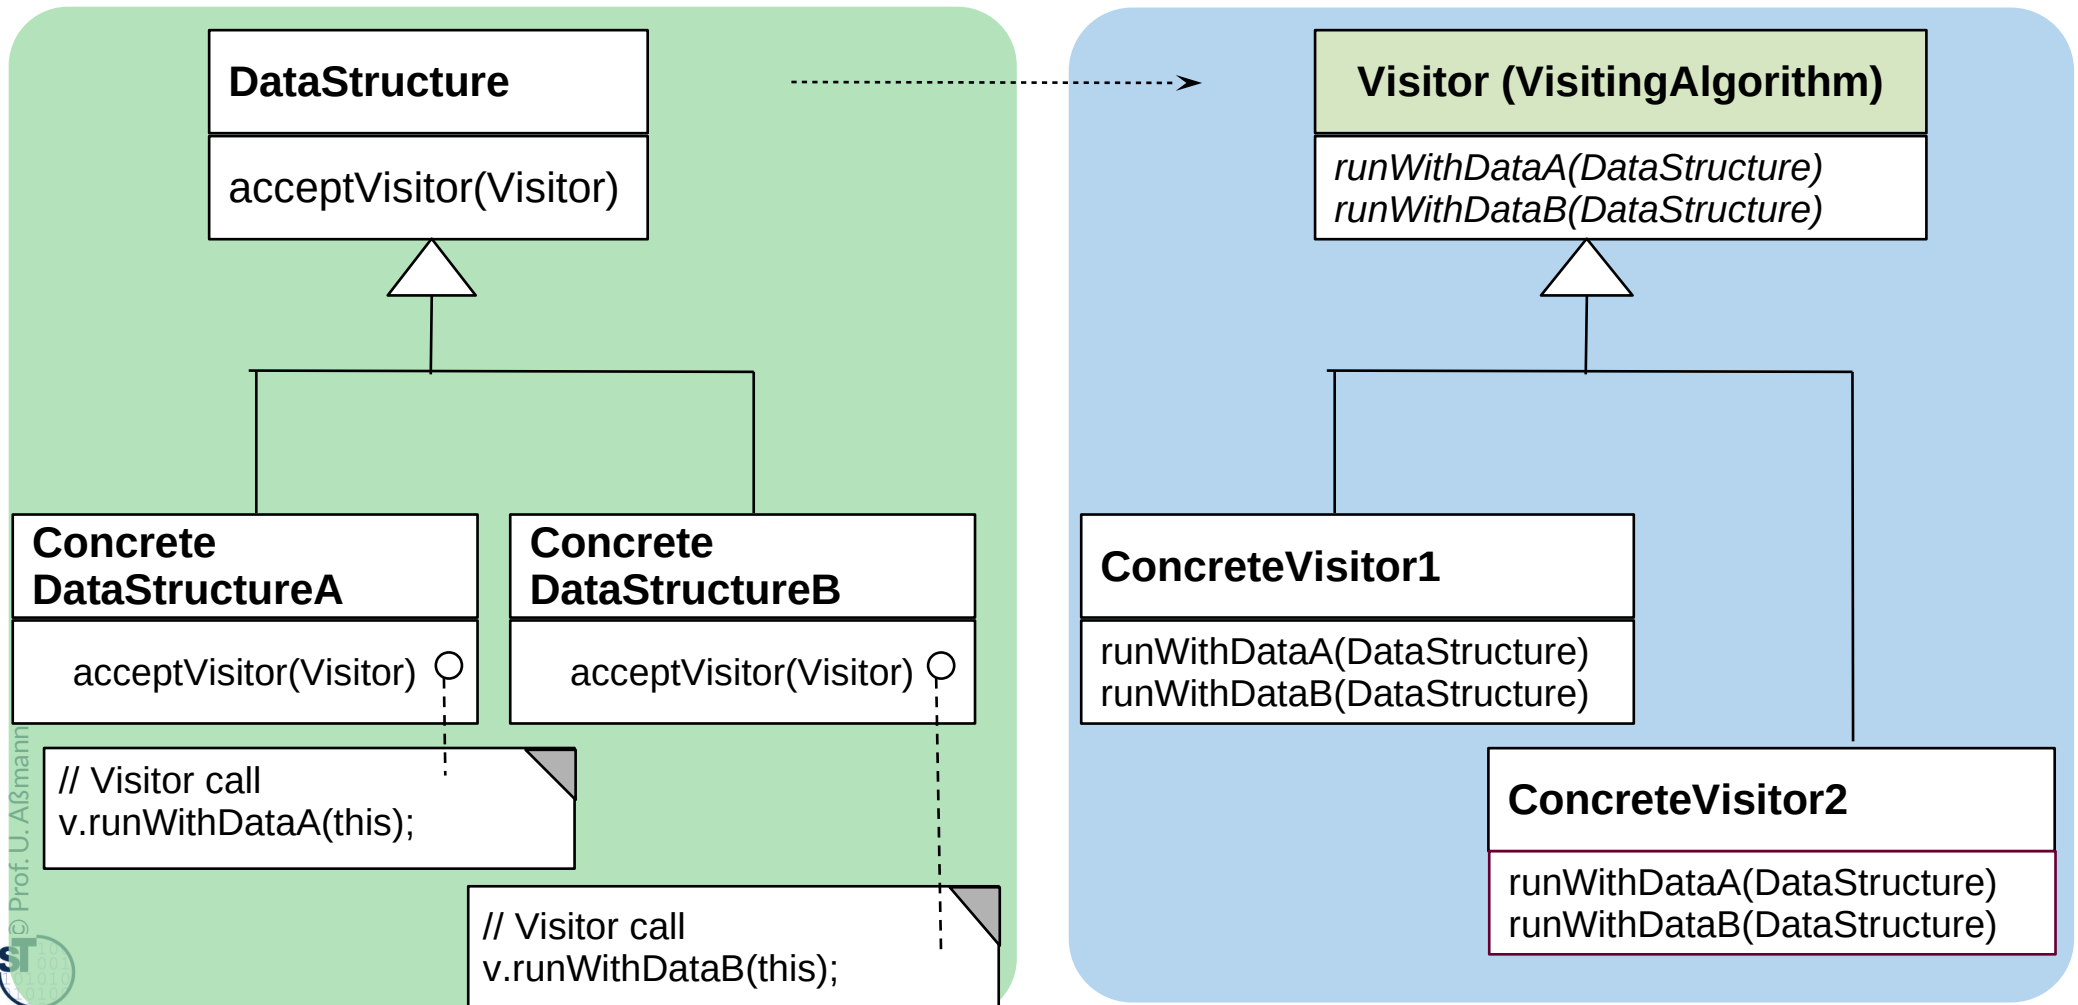 DataStructure
acceptVisitor(Visitor)
Visitor (VisitingAlgorithm)
runWithDataA(DataStructure)
runWithDataB(DataStructure)
Concrete
DataStructureA
acceptVisitor(Visitor)
Concrete
DataStructureB
acceptVisitor(Visitor)
// Visitor call
v.runWithDataA(this);
// Visitor call
v.runWithDataB(this);
ConcreteVisitor1
runWithDataA(DataStructure)
runWithDataB(DataStructure)
ConcreteVisitor2
runWithDataA(DataStructure)
runWithDataB(DataStructure)
© Prof. U. Aßmann
ST